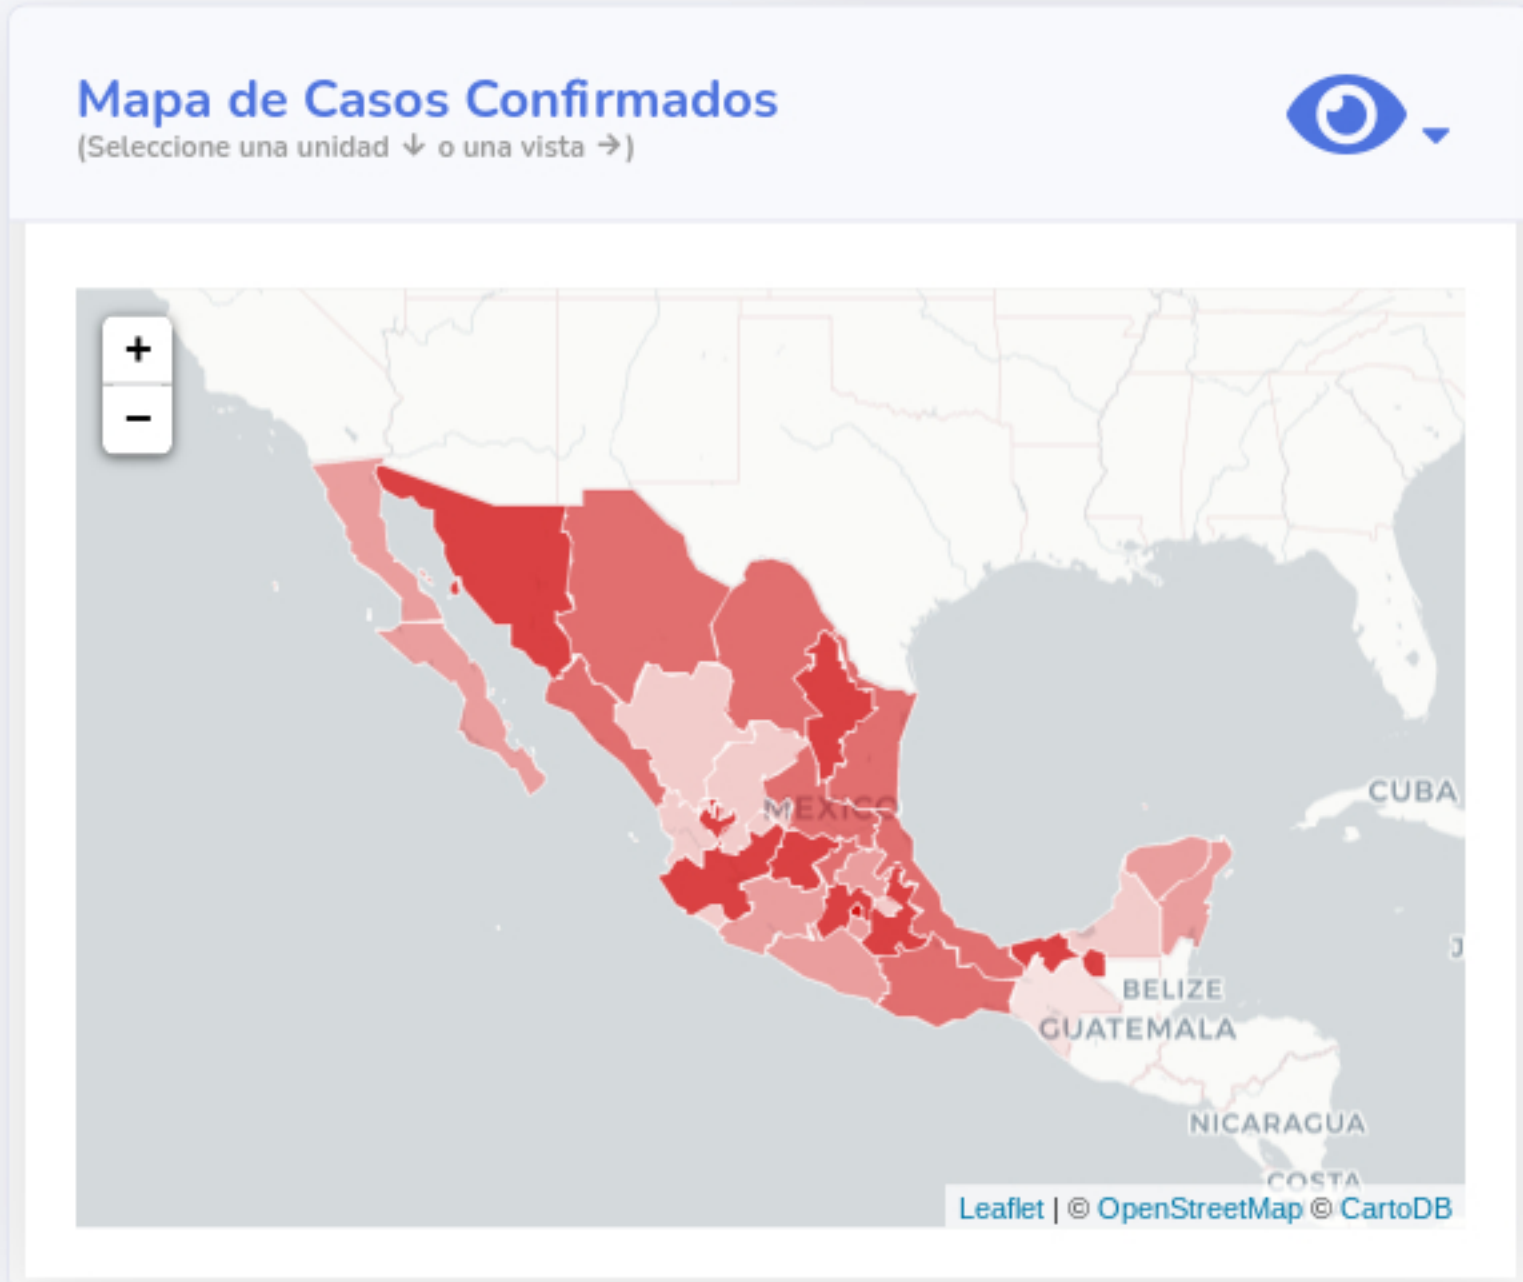 Mapa de Casos Confirmados
(Seleccione una unidad ↓ o una vista →)
+
−
MEXICO
CUBA
J
BELIZE
GUATEMALA
NICARAGUA
COSTA
Leaflet | © OpenStreetMap © CartoDB